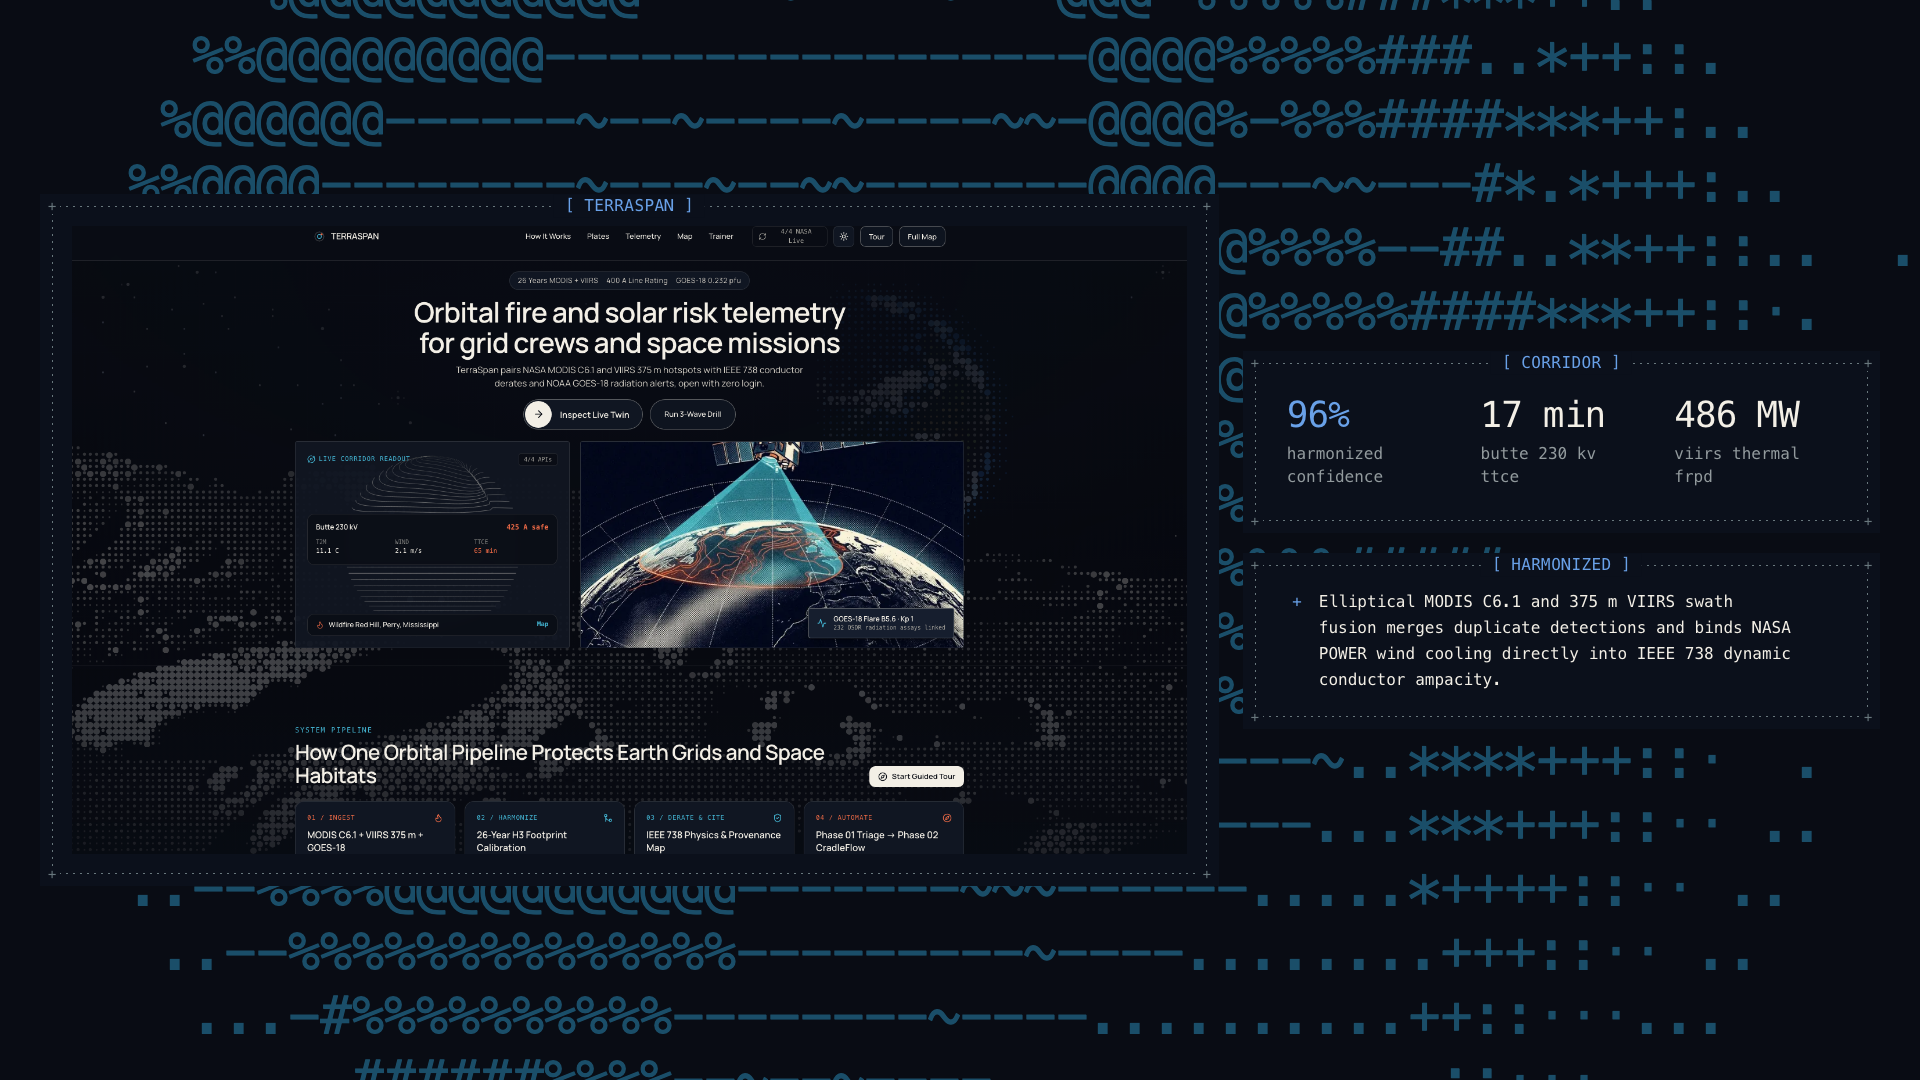 [ TERRASPAN ]
TERRASPAN
How It Works Plates Telemetry Map Trainer 4/4 NASA Live Tour Full Map
26 Years MODIS + VIIRS 400 A Line Rating GOES-18 0.232 pfu
Orbital fire and solar risk telemetry
for grid crews and space missions
TerraSpan pairs NASA MODIS C6.1 and VIIRS 375 m hotspots with IEEE 738 conductor
derates and NOAA GOES-18 radiation alerts, open with zero login.
Inspect Live Twin Run 3-Wave Drill
LIVE CORRIDOR READOUT 4/4 APIs
Butte 230 kV 425 A safe
WIND TTCE
11.1 C 2.1 m/s 65 min
Wildfire Red Hill, Perry, Mississippi Map
GOES-18 Flare B5.6 · Kp 1
232 OSDR radiation assays linked
SYSTEM PIPELINE
How One Orbital Pipeline Protects Earth Grids and Space
Habitats
Start Guided Tour
01 / INGEST
MODIS C6.1 + VIIRS 375 m +
GOES-18
02 / HARMONIZE
26-Year H3 Footprint
Calibration
03 / DERATE & CITE
IEEE 738 Physics & Provenance
Map
04 / AUTOMATE
Phase 01 Triage → Phase 02
CradleFlow
[ CORRIDOR ]
96% 17 min 486 MW
harmonized butte 230 kv viirs thermal
confidence ttce frpd
[ HARMONIZED ]
+ Elliptical MODIS C6.1 and 375 m VIIRS swath
fusion merges duplicate detections and binds NASA
POWER wind cooling directly into IEEE 738 dynamic
conductor ampacity.